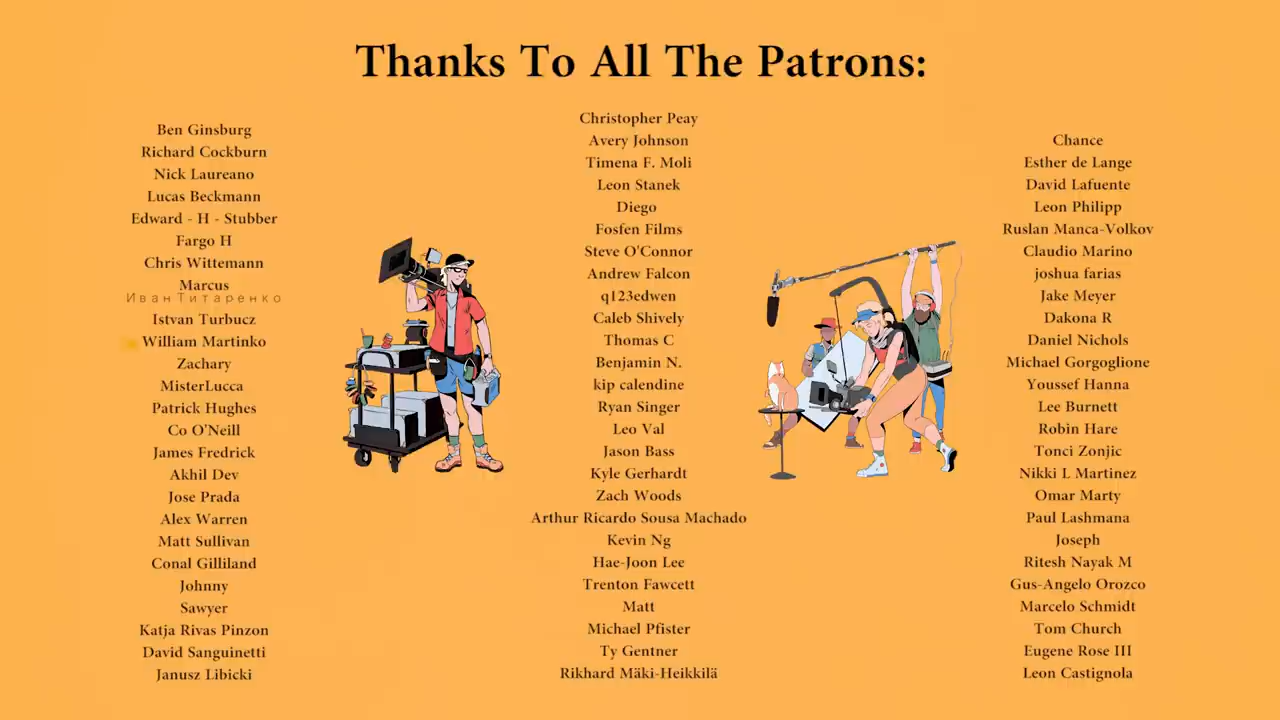 Thanks To All The Patrons:
Ben Ginsburg
Richard Cockburn
Nick Laureano
Lucas Beckmann
Edward - H - Stubber
Fargo H
Chris Wittemann
Marcus
Иван Титаренко
Istvan Turbucz
William Martinko
Zachary
MisterLucca
Patrick Hughes
Co O'Neill
James Fredrick
Akhil Dev
Jose Prada
Alex Warren
Matt Sullivan
Conal Gilliland
Johnny
Sawyer
Katja Rivas Pinzon
David Sanguinetti
Janusz Libicki
Christopher Peay
Avery Johnson
Timena F. Moli
Leon Stanek
Diego
Fosfen Films
Steve O'Connor
Andrew Falcon
q123edwen
Caleb Shively
Thomas C
Benjamin N.
kip calendine
Ryan Singer
Leo Val
Jason Bass
Kyle Gerhardt
Zach Woods
Arthur Ricardo Sousa Machado
Kevin Ng
Hae-Joon Lee
Trenton Fawcett
Matt
Michael Pfister
Ty Gentner
Rikhard Mäki-Heikkilä
Chance
Esther de Lange
David Lafuente
Leon Philipp
Ruslan Manca-Volkov
Claudio Marino
joshua farias
Jake Meyer
Dakona R
Daniel Nichols
Michael Gorgoglione
Youssef Hanna
Lee Burnett
Robin Hare
Tonci Zonjic
Nikki L Martinez
Omar Marty
Paul Lashmana
Joseph
Ritesh Nayak M
Gus-Angelo Orozco
Marcelo Schmidt
Tom Church
Eugene Rose III
Leon Castignola